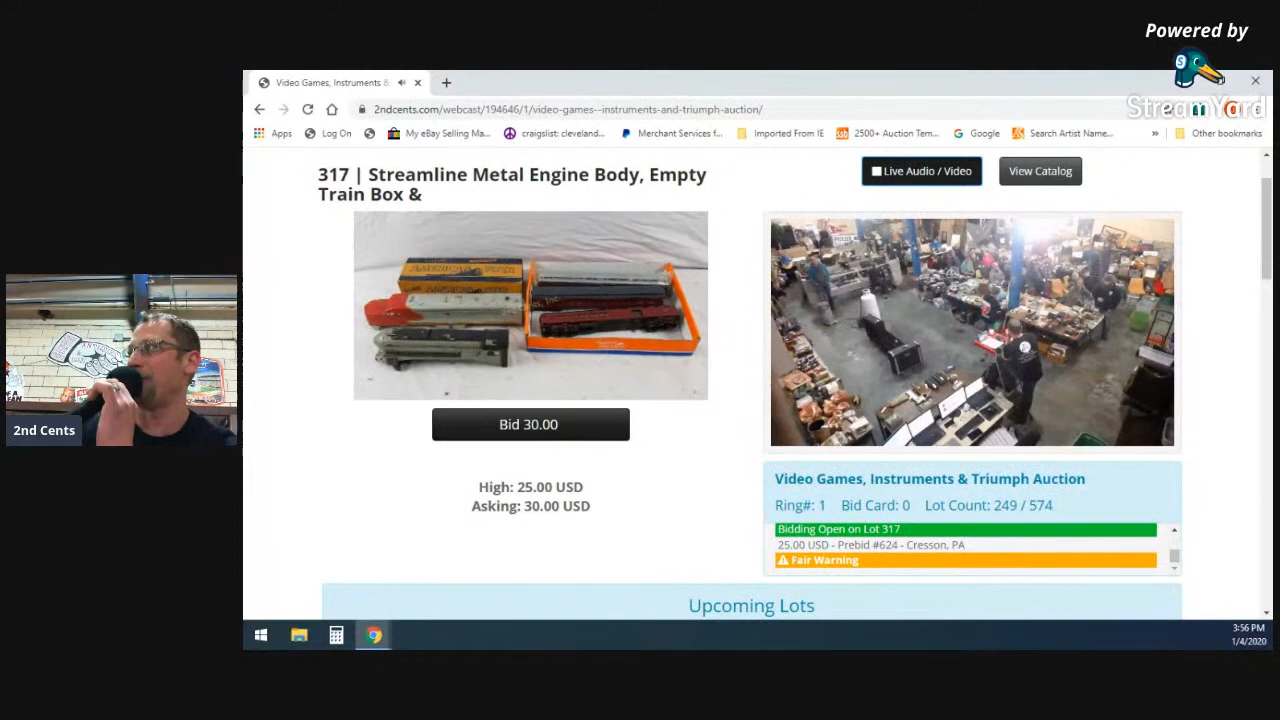 Powered by
StreamYard
Video Games, Instruments &
2ndcents.com/webcast/194646/1/video-games--instruments-and-triumph-auction/
Apps
Log On
My eBay Selling Ma...
craigslist: cleveland...
Merchant Services f...
Imported From IE
2500+ Auction Tem...
Google
Search Artist Name...
Other bookmarks
317 | Streamline Metal Engine Body, Empty
Train Box &
Live Audio / Video
View Catalog
AMERICAN FLYER
Bid 30.00
High: 25.00 USD
Asking: 30.00 USD
Video Games, Instruments & Triumph Auction
Ring#: 1 Bid Card: 0 Lot Count: 249 / 574
Bidding Open on Lot 317
25.00 USD - Prebid #624 - Cresson, PA
Fair Warning
Upcoming Lots
2nd Cents
3:56 PM
1/4/2020